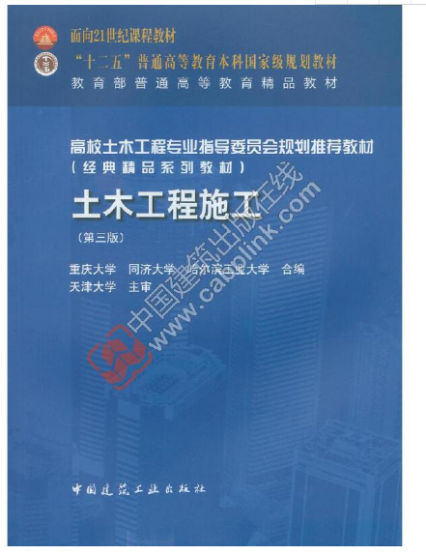 面向21世纪课程教材
“十二五”普通高等教育本科国家级规划教材
教育部普通高等教育精品教材
高校土木工程专业指导委员会规划推荐教材
(经典精品系列教材)
土木工程施工
(第三版)
重庆大学 同济大学 哈尔滨工业大学 合编
天津大学 主审
中国建筑出版在线
www.cabplink.com
中国建筑工业出版社